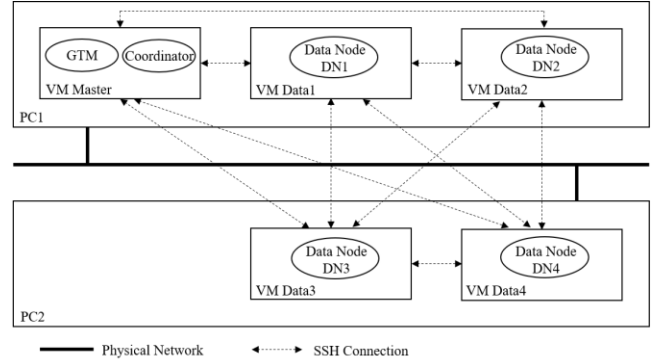 GTM
Coordinator
VM Master
Data Node
DN1
VM Data1
Data Node
DN2
VM Data2
PC1
Data Node
DN3
VM Data3
Data Node
DN4
VM Data4
PC2
Physical Network
SSH Connection